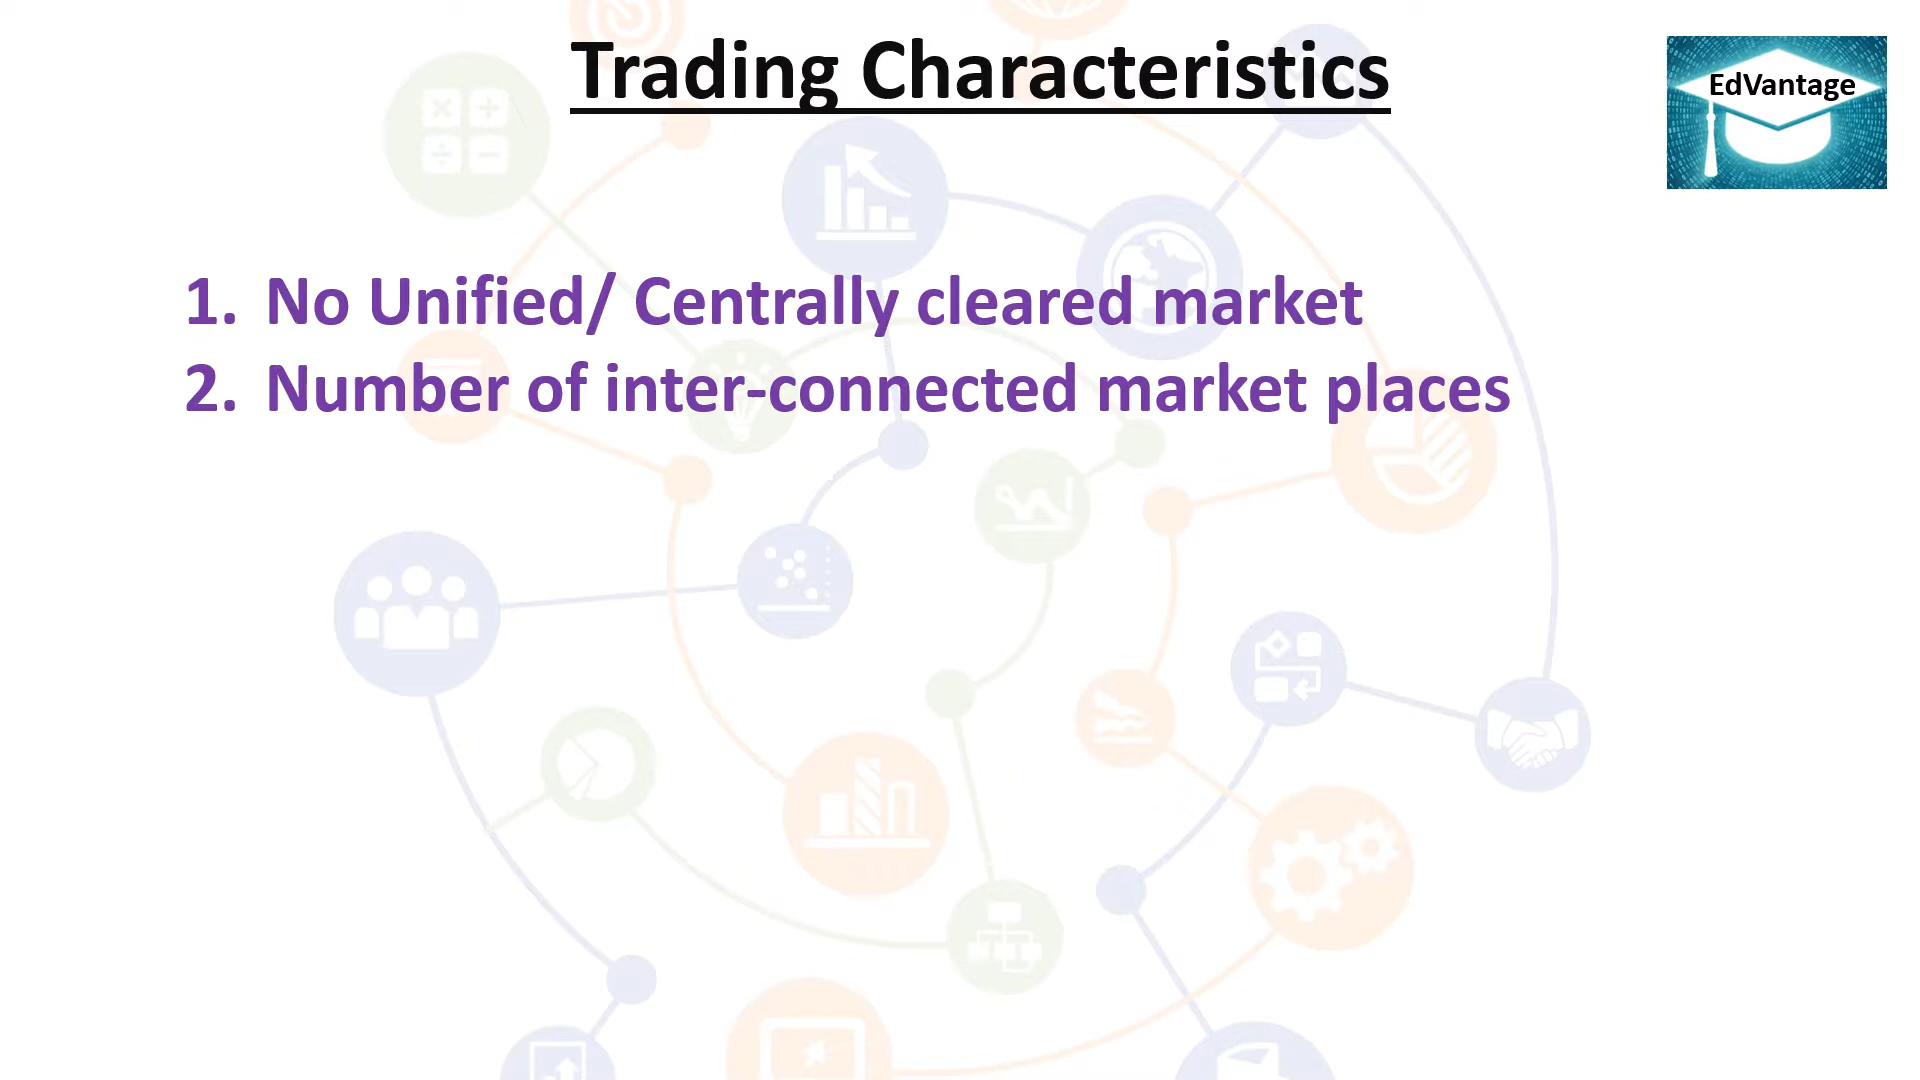 Trading Characteristics
EdVantage
1. No Unified/ Centrally cleared market
2. Number of inter-connected market places